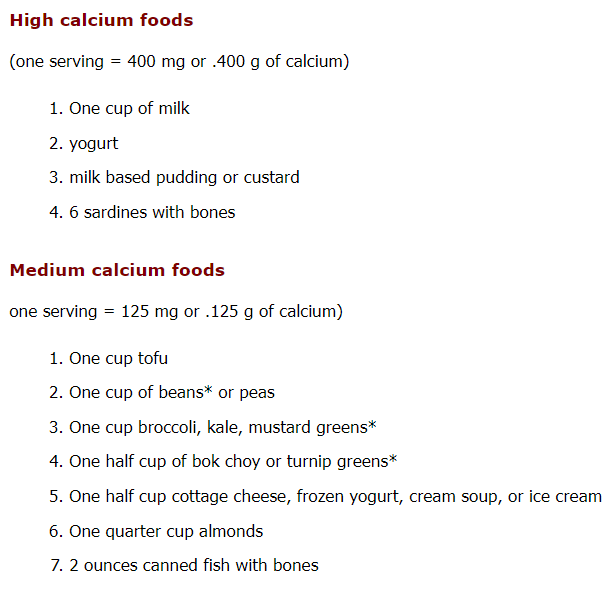 High calcium foods
(one serving = 400 mg or .400 g of calcium)
1. One cup of milk
2. yogurt
3. milk based pudding or custard
4. 6 sardines with bones
Medium calcium foods
one serving = 125 mg or .125 g of calcium)
1. One cup tofu
2. One cup of beans* or peas
3. One cup broccoli, kale, mustard greens*
4. One half cup of bok choy or turnip greens*
5. One half cup cottage cheese, frozen yogurt, cream soup, or ice cream
6. One quarter cup almonds
7. 2 ounces canned fish with bones